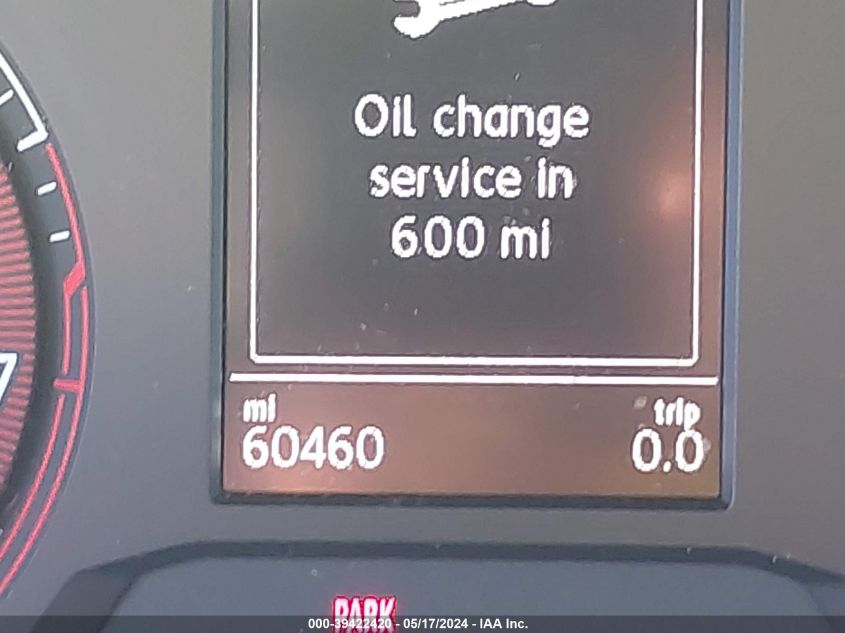 Oil change
service in
600 mi
mi trip
60460 0.0
7
PARK
000-39422420 - 05/17/2024 - IAA Inc.